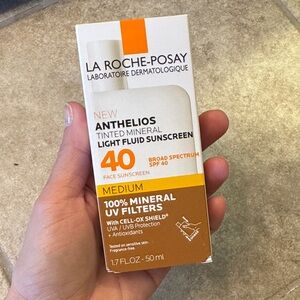 LA ROCHE-POSAY
LABORATOIRE DERMATOLOGIQUE
NEW
ANTHELIOS
TINTED MINERAL
LIGHT FLUID SUNSCREEN
40
FACE SUNSCREEN
BROAD SPECTRUM
SPF 40
MEDIUM
100% MINERAL
UV FILTERS
With CELL-OX SHIELD®
UVA / UVB Protection
+ Antioxidants
Tested on sensitive skin.
Fragrance-free.
1.7 FL.OZ - 50 ml